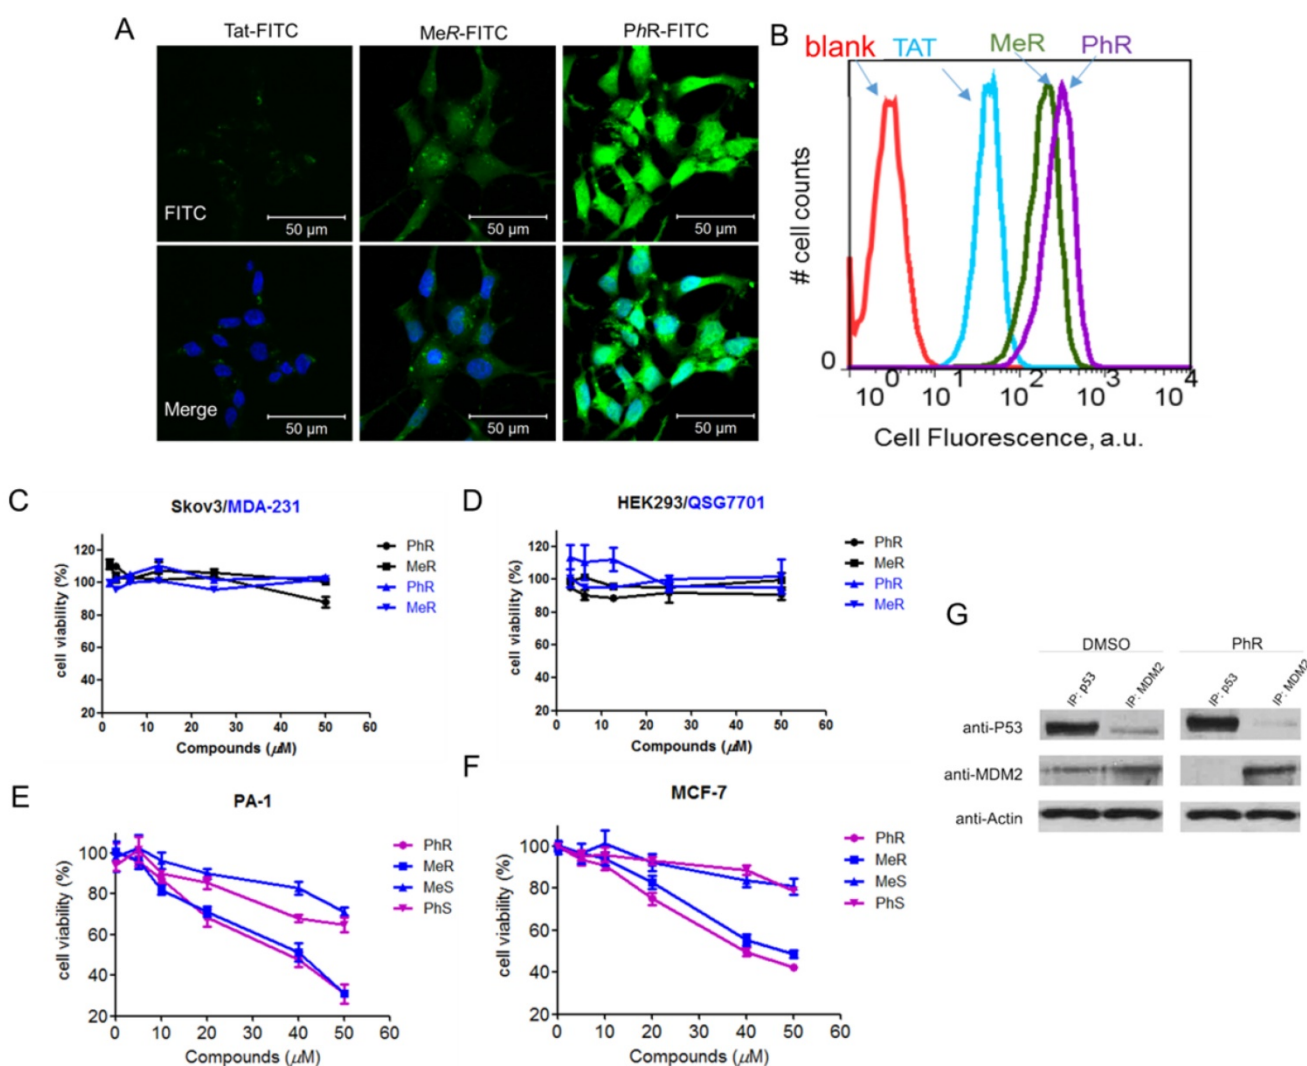 A
Tat-FITC
MeR-FITC
PhR-FITC
FITC
50 µm
50 µm
50 µm
Merge
50 µm
50 µm
50 µm
B
blank
TAT
MeR
PhR
# cell counts
0
10 0
10 1
10 2
10 3
10 4
Cell Fluorescence, a.u.
C
Skov3/MDA-231
cell viability (%)
120
100
80
60
40
20
0 10 20 30 40 50 60
Compounds (µM)
PhR
MeR
PhR
MeR
D
HEK293/QSG7701
cell viability (%)
120
100
80
60
40
20
0 10 20 30 40 50 60
Compounds (µM)
PhR
MeR
PhR
MeR
E
PA-1
cell viability (%)
100
80
60
40
20
0 10 20 30 40 50 60
Compounds (µM)
PhR
MeR
MeS
PhS
F
MCF-7
cell viability (%)
100
80
60
40
20
0 10 20 30 40 50 60
Compounds (µM)
PhR
MeR
MeS
PhS
G
DMSO
PhR
IP: p53
IP: MDM2
IP: p53
IP: MDM2
anti-P53
anti-MDM2
anti-Actin